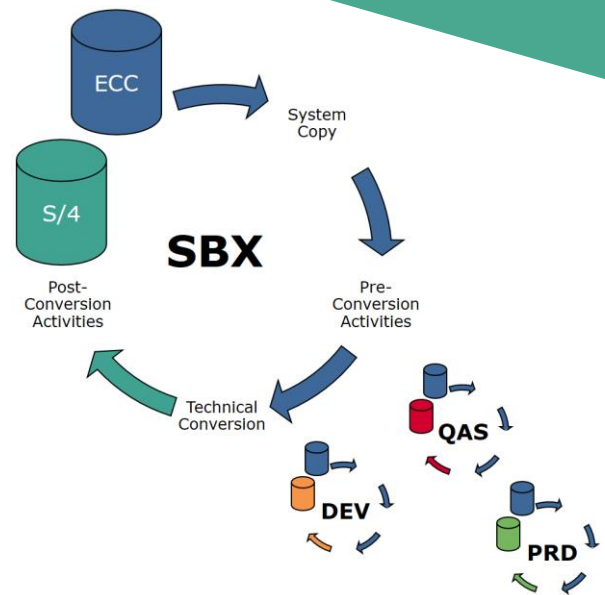 ECC
System
Copy
S/4
SBX
Post-
Conversion
Activities
Pre-
Conversion
Activities
Technical
Conversion
QAS
DEV
PRD